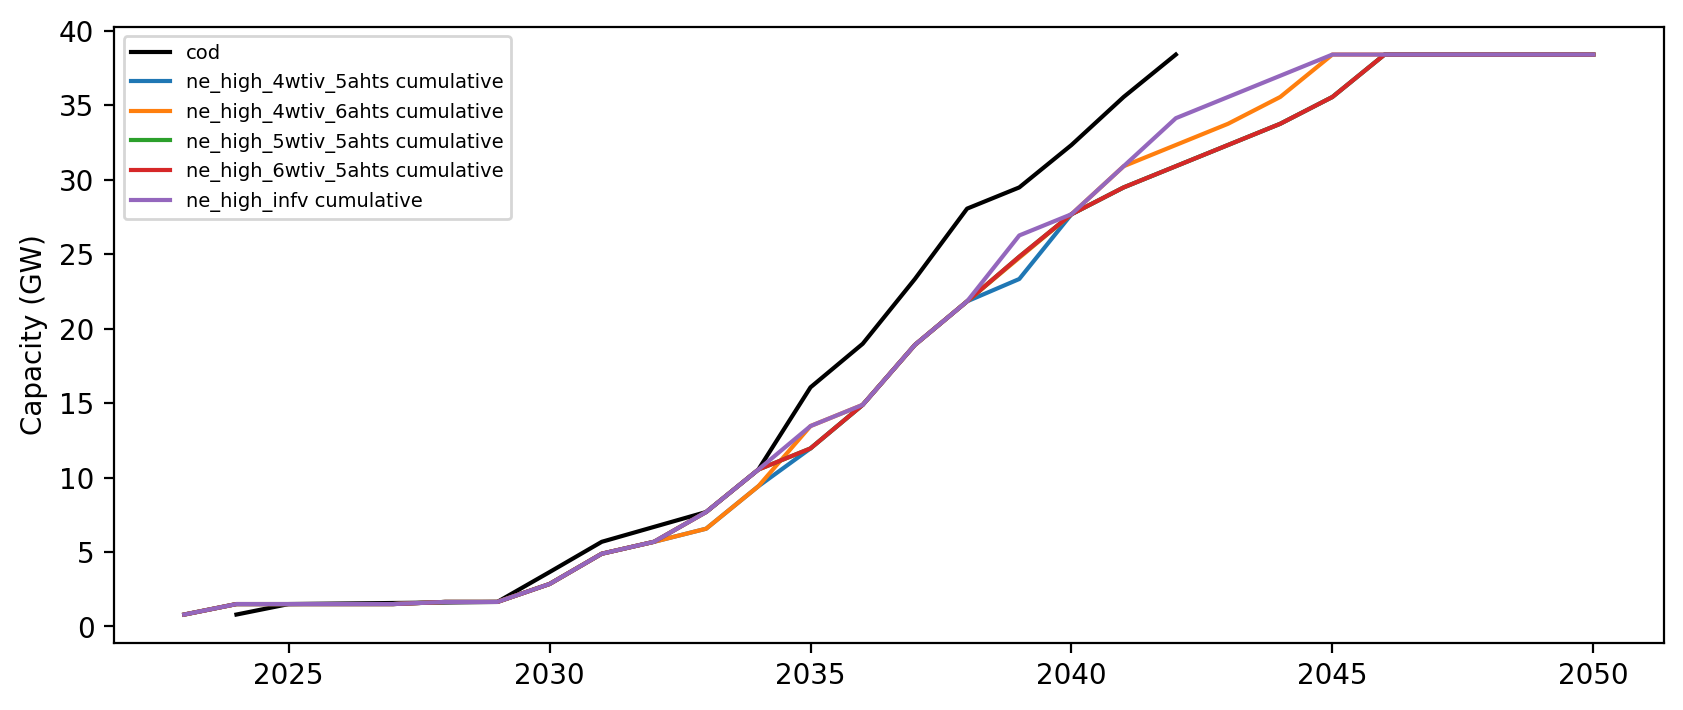 40
35
30
25
20
15
10
5
0
Capacity (GW)
cod
ne_high_4wtiv_5ahts cumulative
ne_high_4wtiv_6ahts cumulative
ne_high_5wtiv_5ahts cumulative
ne_high_6wtiv_5ahts cumulative
ne_high_infv cumulative
2025
2030
2035
2040
2045
2050